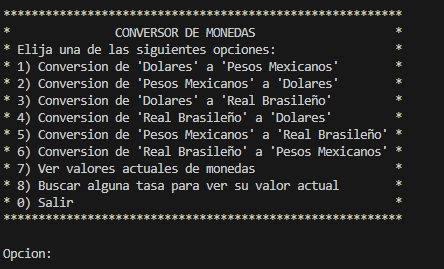 *********************************************************
*               CONVERSOR DE MONEDAS                    *
* Elija una de las siguientes opciones:                 *
* 1) Conversion de 'Dolares' a 'Pesos Mexicanos'        *
* 2) Conversion de 'Pesos Mexicanos' a 'Dolares'        *
* 3) Conversion de 'Dolares' a 'Real Brasileño'         *
* 4) Conversion de 'Real Brasileño' a 'Dolares'         *
* 5) Conversion de 'Pesos Mexicanos' a 'Real Brasileño' *
* 6) Conversion de 'Real Brasileño' a 'Pesos Mexicanos' *
* 7) Ver valores actuales de monedas                    *
* 8) Buscar alguna tasa para ver su valor actual        *
* 0) Salir                                              *
*********************************************************
Opcion: